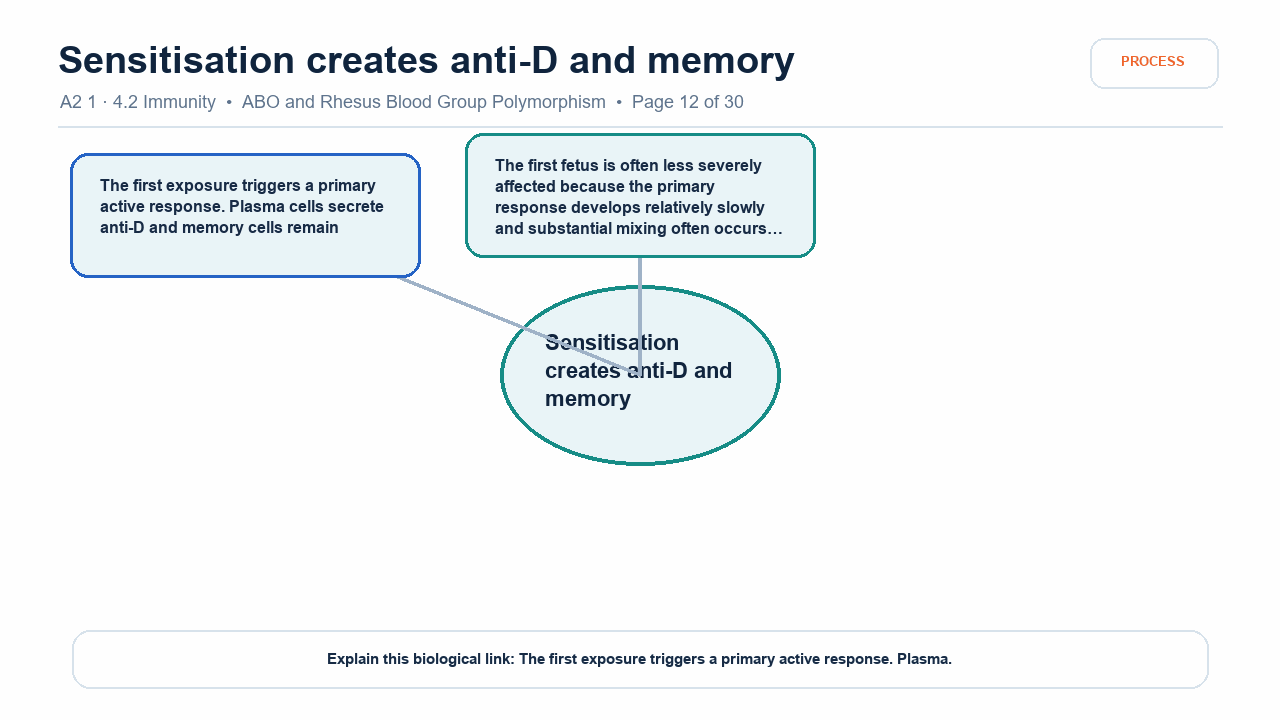 Sensitisation creates anti-D and memory
PROCESS
A2 1 · 4.2 Immunity • ABO and Rhesus Blood Group Polymorphism • Page 12 of 30
The first exposure triggers a primary
active response. Plasma cells secrete
anti-D and memory cells remain
The first fetus is often less severely
affected because the primary
response develops relatively slowly
and substantial mixing often occurs…
Sensitisation
creates anti-D and
memory
Explain this biological link: The first exposure triggers a primary active response. Plasma.